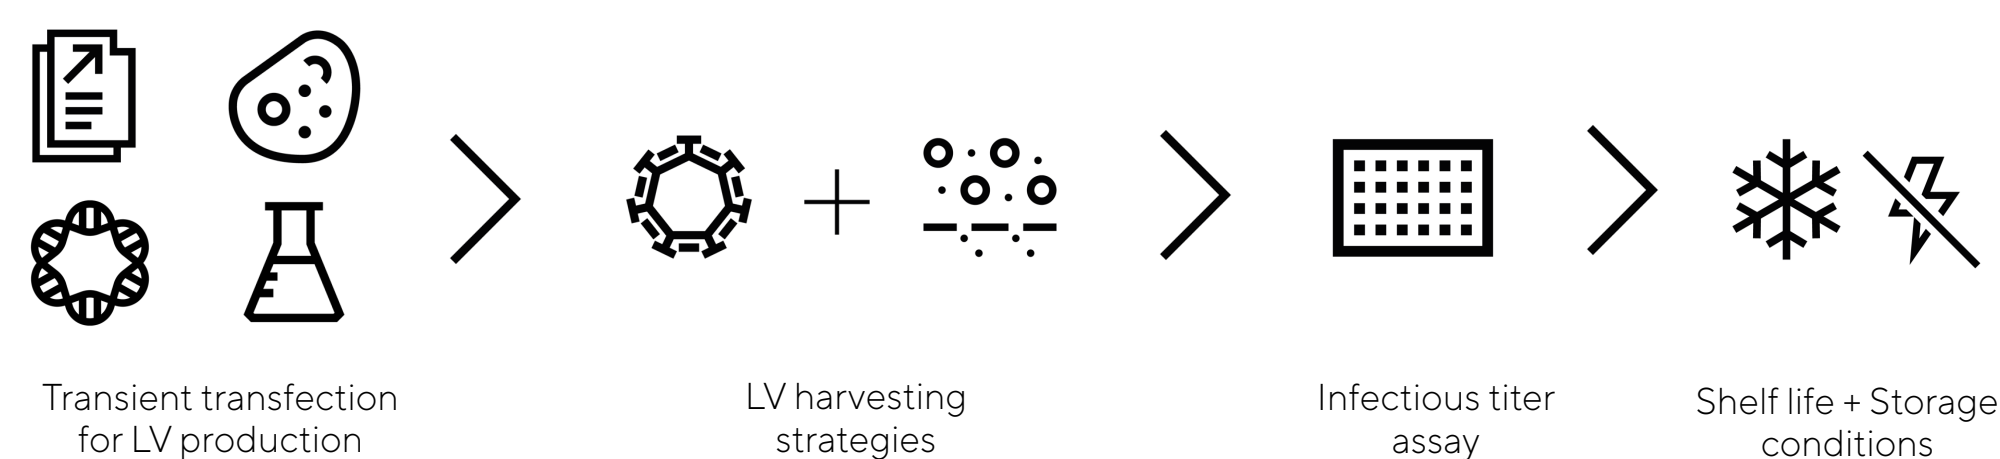 Transient transfection
for LV production
LV harvesting
strategies
Infectious titer
assay
Shelf life + Storage
conditions